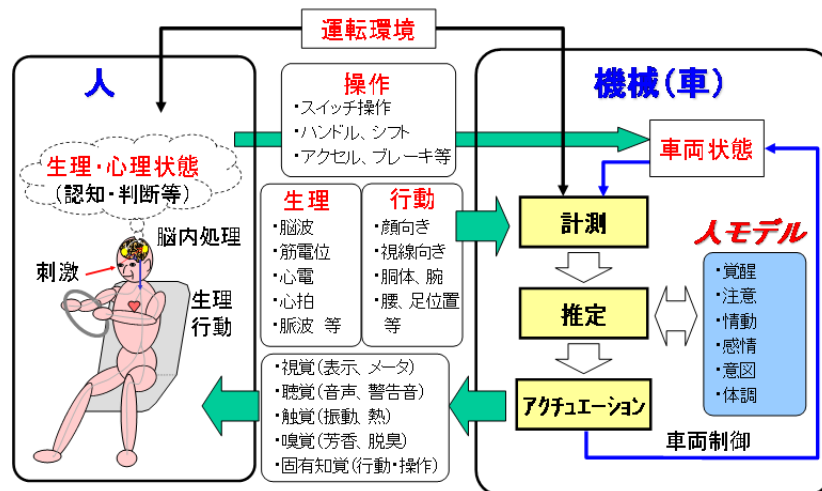 運転環境
人
生理・心理状態
(認知・判断等)
脳内処理
刺激
生理
行動
操作
・スイッチ操作
・ハンドル、シフト
・アクセル、ブレーキ等
生理
・脳波
・筋電位
・心電
・心拍
・脈波 等
行動
・顔向き
・視線向き
・胴体、腕
・腰、足位置
等
・視覚(表示、メータ)
・聴覚(音声、警告音)
・触覚(振動、熱)
・嗅覚(芳香、脱臭)
・固有知覚(行動・操作)
機械(車)
車両状態
計測
推定
アクチュエーション
人モデル
・覚醒
・注意
・情動
・感情
・意図
・体調
車両制御